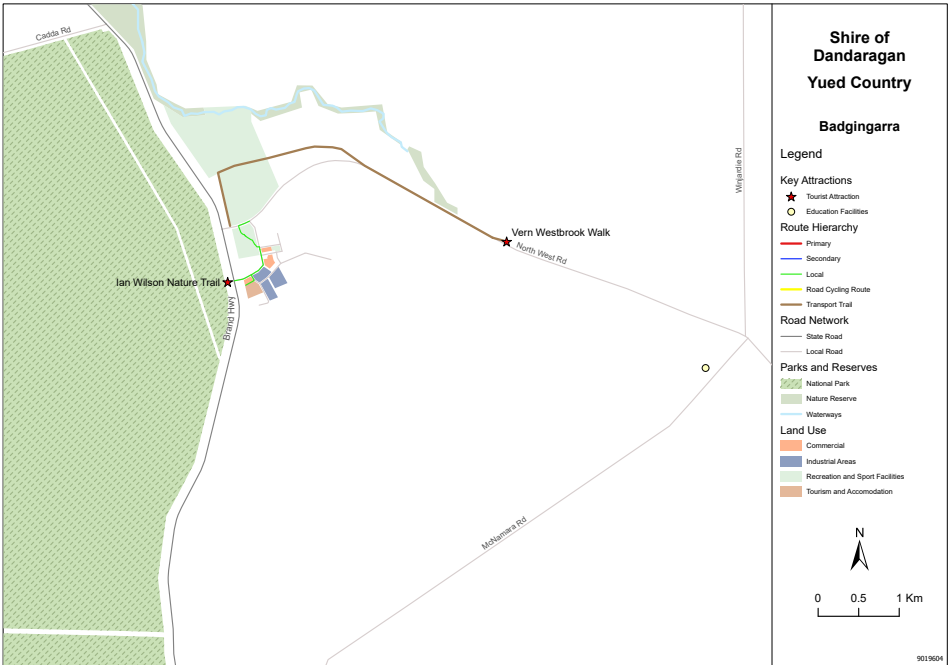 Cadda Rd
Winjardie Rd
Vern Westbrook Walk
North West Rd
Ian Wilson Nature Trail
Brand Hwy
McNamara Rd
Shire of
Dandaragan
Yued Country
Badgingarra
Legend
Key Attractions
Tourist Attraction
Education Facilities
Route Hierarchy
Primary
Secondary
Local
Road Cycling Route
Transport Trail
Road Network
State Road
Local Road
Parks and Reserves
National Park
Nature Reserve
Waterways
Land Use
Commercial
Industrial Areas
Recreation and Sport Facilities
Tourism and Accomodation
N
0 0.5 1 Km
9019604